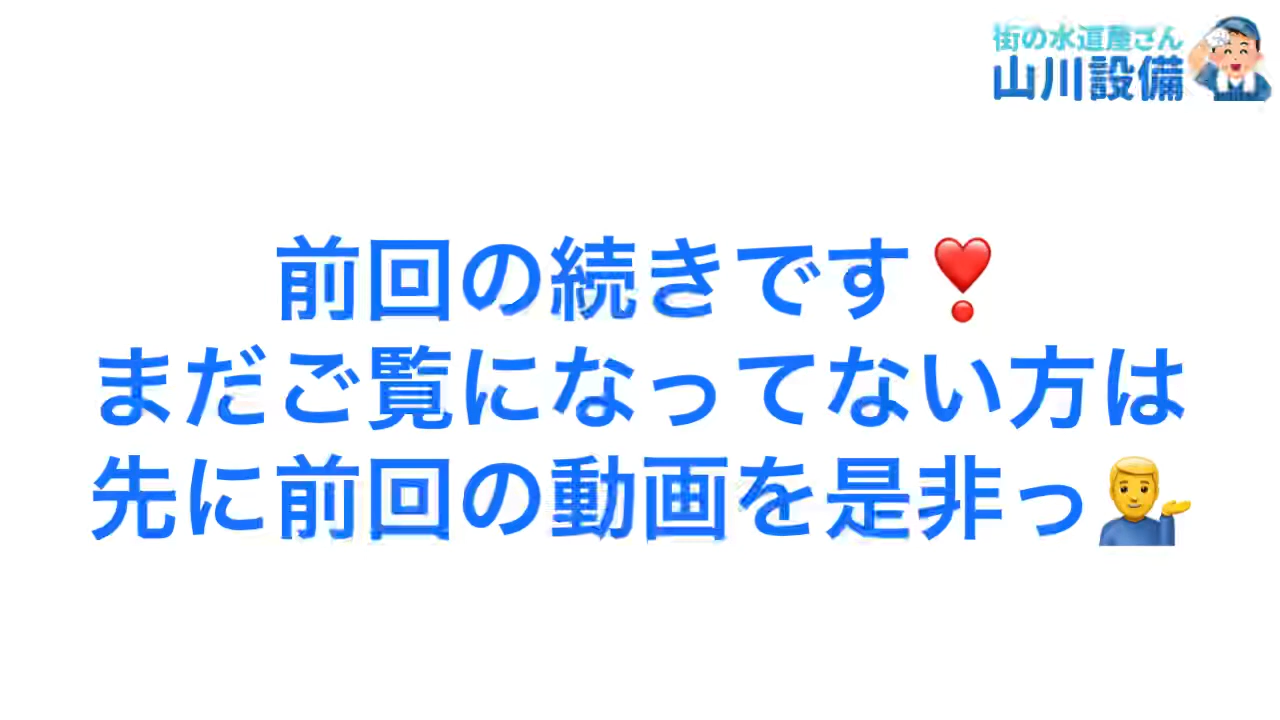 街の水道屋さん
山川設備
前回の続きです❣️
まだご覧になってない方は
先に前回の動画を是非っ💁‍♂️